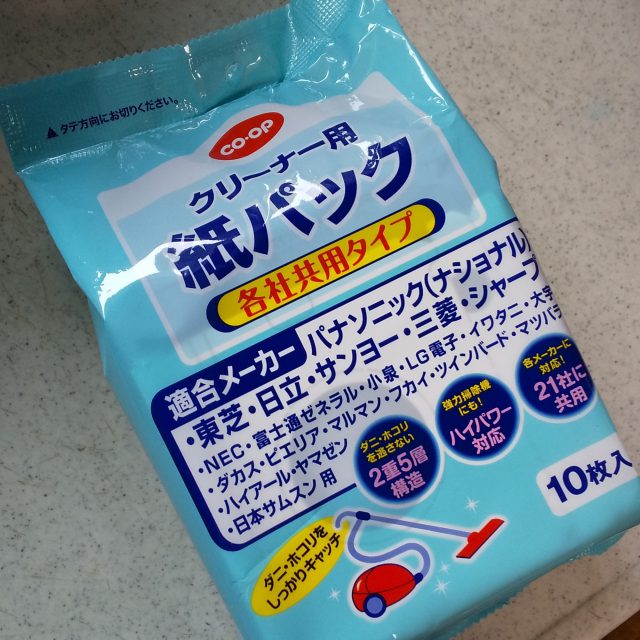 ▲タテ方向にお切りください。
CO・OP
クリーナー用
紙パック
各社共用タイプ
適合メーカー
パナソニック(ナショナル)
・東芝・日立・サンヨー・三菱・シャープ
・NEC・富士通ゼネラル・小泉・LG電子・イワタニ・大宇
・ダカス・ピエリア・マルマン・フカイ・ツインバード・マツバラ
・ハイアール・ヤマゼン
・日本サムスン 用
ダニ・ホコリ
を逃さない
2重5層
構造
強力掃除機
にも!
ハイパワー
対応
各メーカーに
対応!
21社に
共用
10枚入
ダニ・ホコリを
しっかりキャッチ